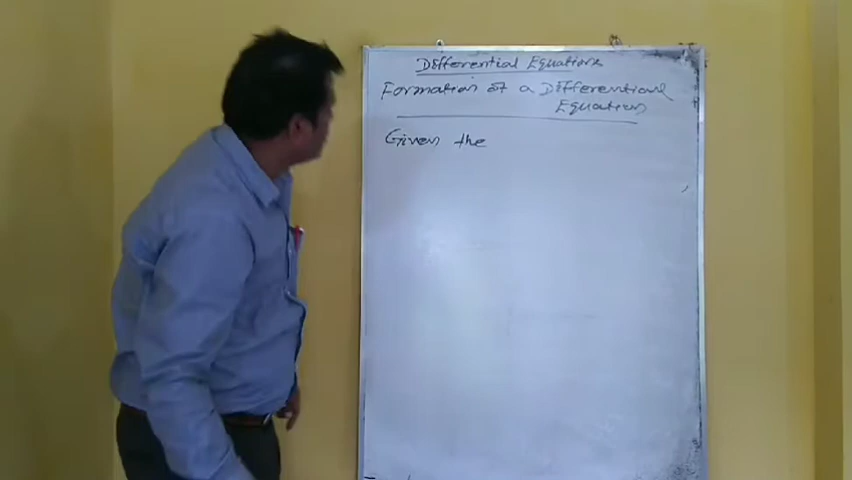 Differential Equations
Formation of a Differential
Equation
Given the